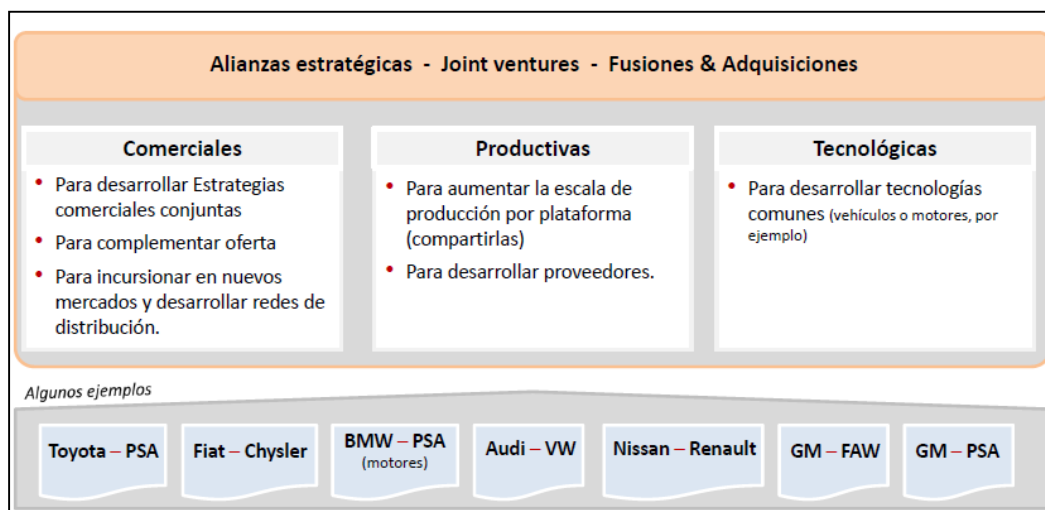 Alianzas estratégicas - Joint ventures - Fusiones & Adquisiciones
Comerciales
• Para desarrollar Estrategias
comerciales conjuntas
• Para complementar oferta
• Para incursionar en nuevos
mercados y desarrollar redes de
distribución.
Productivas
• Para aumentar la escala de
producción por plataforma
(compartirlas)
• Para desarrollar proveedores.
Tecnológicas
• Para desarrollar tecnologías
comunes (vehículos o motores, por
ejemplo)
Algunos ejemplos
Toyota – PSA
Fiat – Chysler
BMW – PSA
(motores)
Audi – VW
Nissan – Renault
GM – FAW
GM – PSA